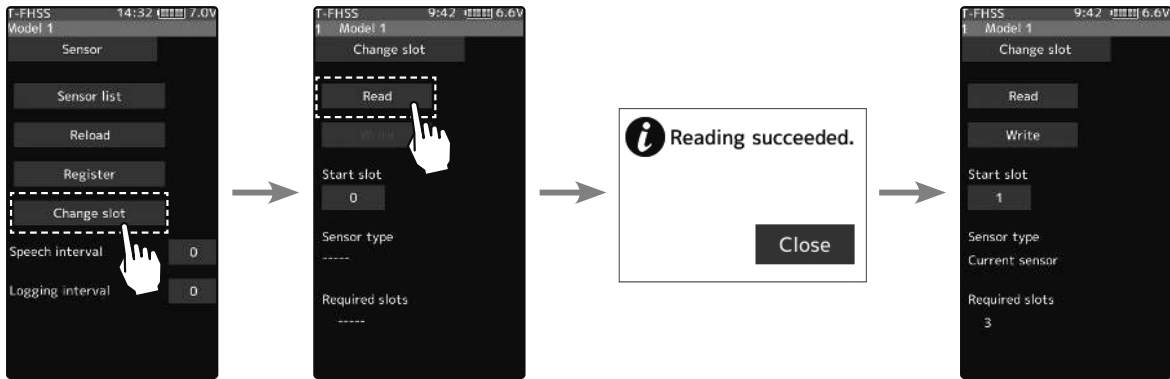 T-FHSS 14:32 7.0V
Model 1
Sensor
Sensor list
Reload
Register
Change slot
Speech interval 0
Logging interval 0
T-FHSS 9:42 6.6V
1 Model 1
Change slot
Read
Write
Start slot
0
Sensor type
-----
Required slots
-----
Reading succeeded.
Close
T-FHSS 9:42 6.6V
1 Model 1
Change slot
Read
Write
Start slot
1
Sensor type
Current sensor
Required slots
3